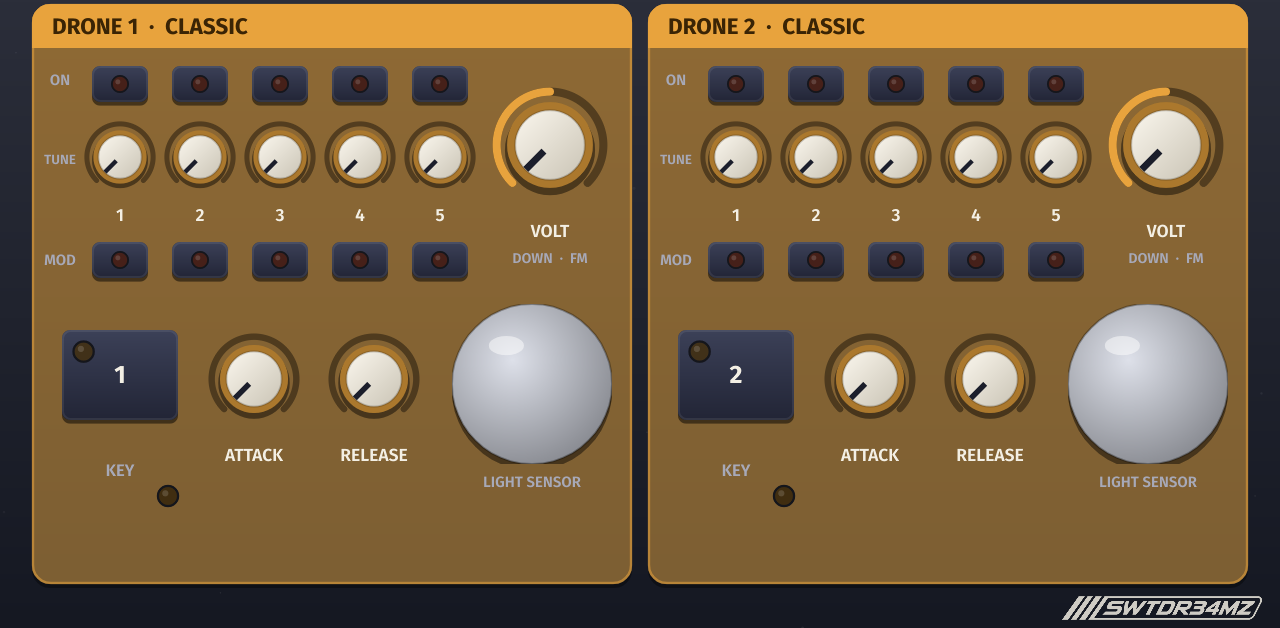 DRONE 1 · CLASSIC
ON
TUNE
1 2 3 4 5
VOLT
MOD
DOWN · FM
1
ATTACK RELEASE
KEY
LIGHT SENSOR
DRONE 2 · CLASSIC
ON
TUNE
1 2 3 4 5
VOLT
MOD
DOWN · FM
2
ATTACK RELEASE
KEY
LIGHT SENSOR
SWTDR34MZ